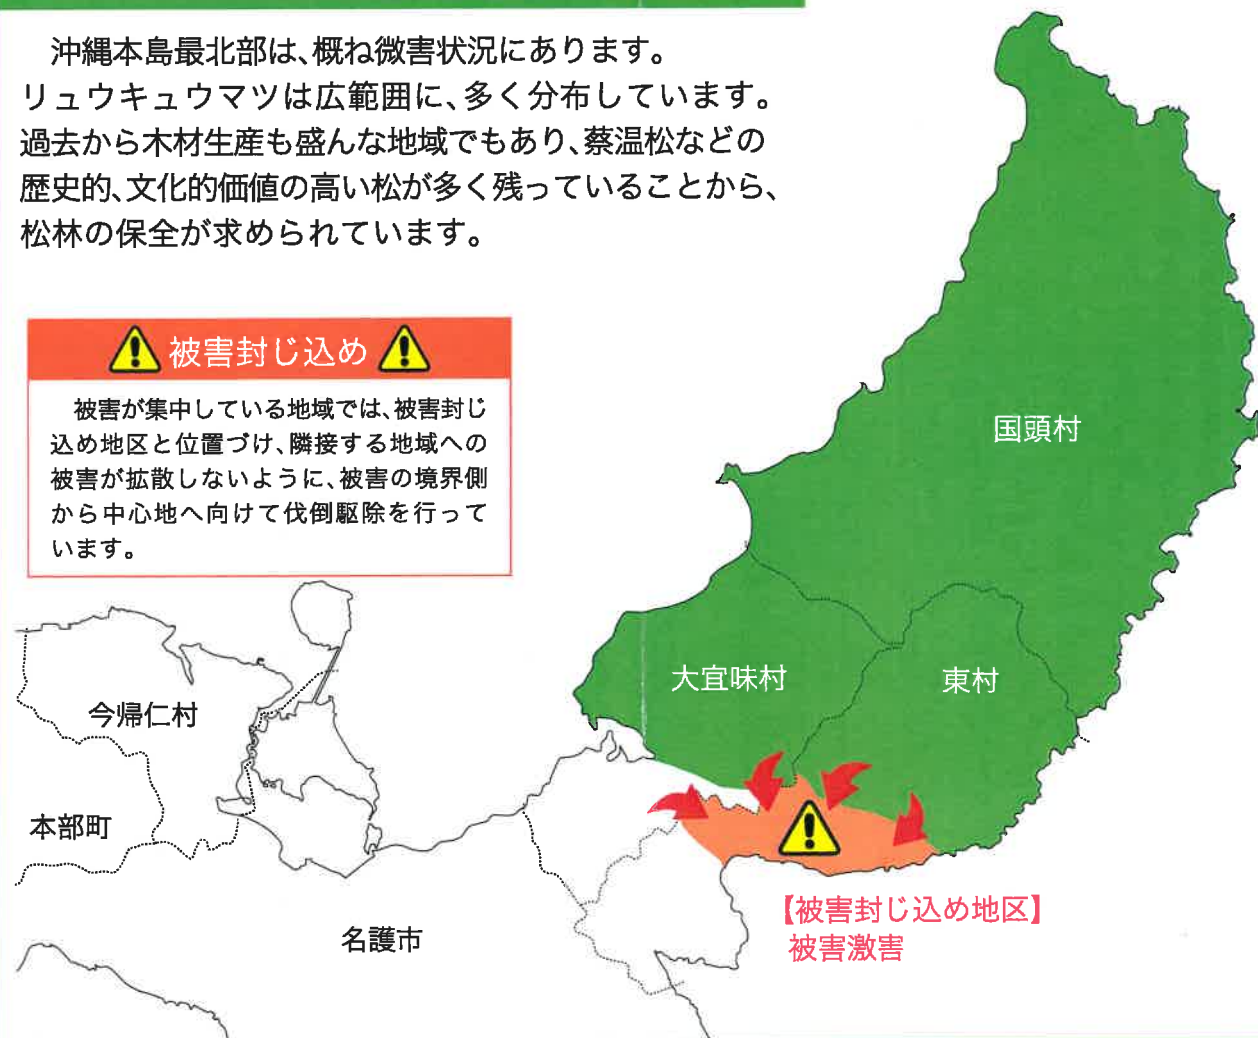 沖縄本島最北部は、概ね微害状況にあります。
リュウキュウマツは広範囲に、多く分布しています。
過去から木材生産も盛んな地域でもあり、蔡温松などの
歴史的、文化的価値の高い松が多く残っていることから、
松林の保全が求められています。
被害封じ込め
被害が集中している地域では、被害封じ
込め地区と位置づけ、隣接する地域への
被害が拡散しないように、被害の境界側
から中心地へ向けて伐倒駆除を行って
います。
国頭村
大宜味村
東村
今帰仁村
本部町
名護市
【被害封じ込め地区】
被害激害